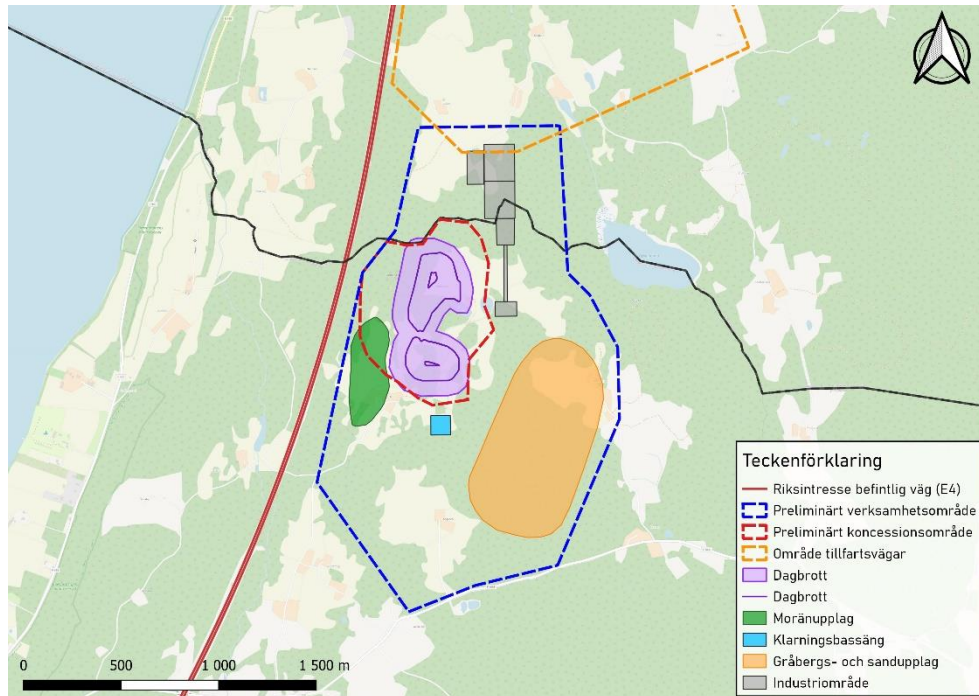 Teckenförklaring
Riksintresse befintlig väg (E4)
Preliminärt verksamhetsområde
Preliminärt koncessionsområde
Område tillfartsvägar
Dagbrott
Dagbrott
Moränupplag
Klarningsbassäng
Gråbergs- och sandupplag
Industriområde
0 500 1 000 1 500 m